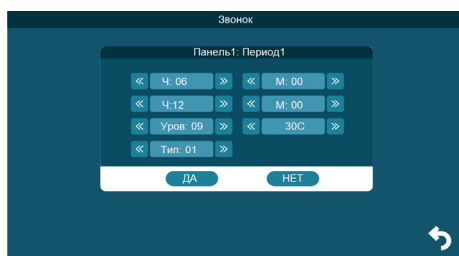 Звонок
Панель1: Период1
« Ч: 06 » « М: 00 »
« Ч:12 » « М: 00 »
« Уров: 09 » « 30С »
« Тип: 01 »
ДА НЕТ